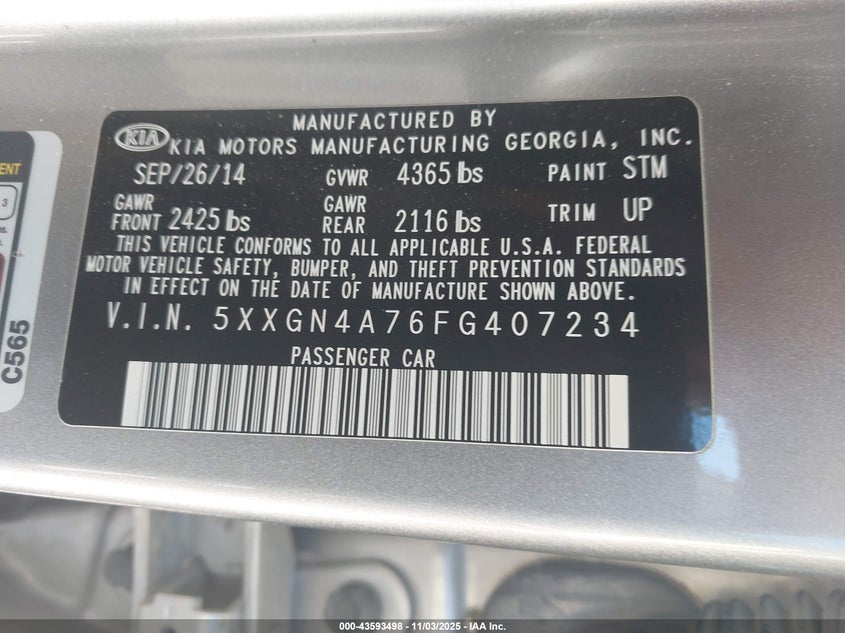 MANUFACTURED BY
KIA KIA MOTORS MANUFACTURING GEORGIA, INC.
SEP/26/14 GVWR 4365 lbs PAINT STM
GAWR FRONT 2425 lbs GAWR REAR 2116 lbs TRIM UP
THIS VEHICLE CONFORMS TO ALL APPLICABLE U.S.A. FEDERAL
MOTOR VEHICLE SAFETY, BUMPER, AND THEFT PREVENTION STANDARDS
IN EFFECT ON THE DATE OF MANUFACTURE SHOWN ABOVE.
V.I.N. 5XXGN4A76FG407234
PASSENGER CAR
3
C565
000-43593498 - 11/03/2025 - IAA Inc.